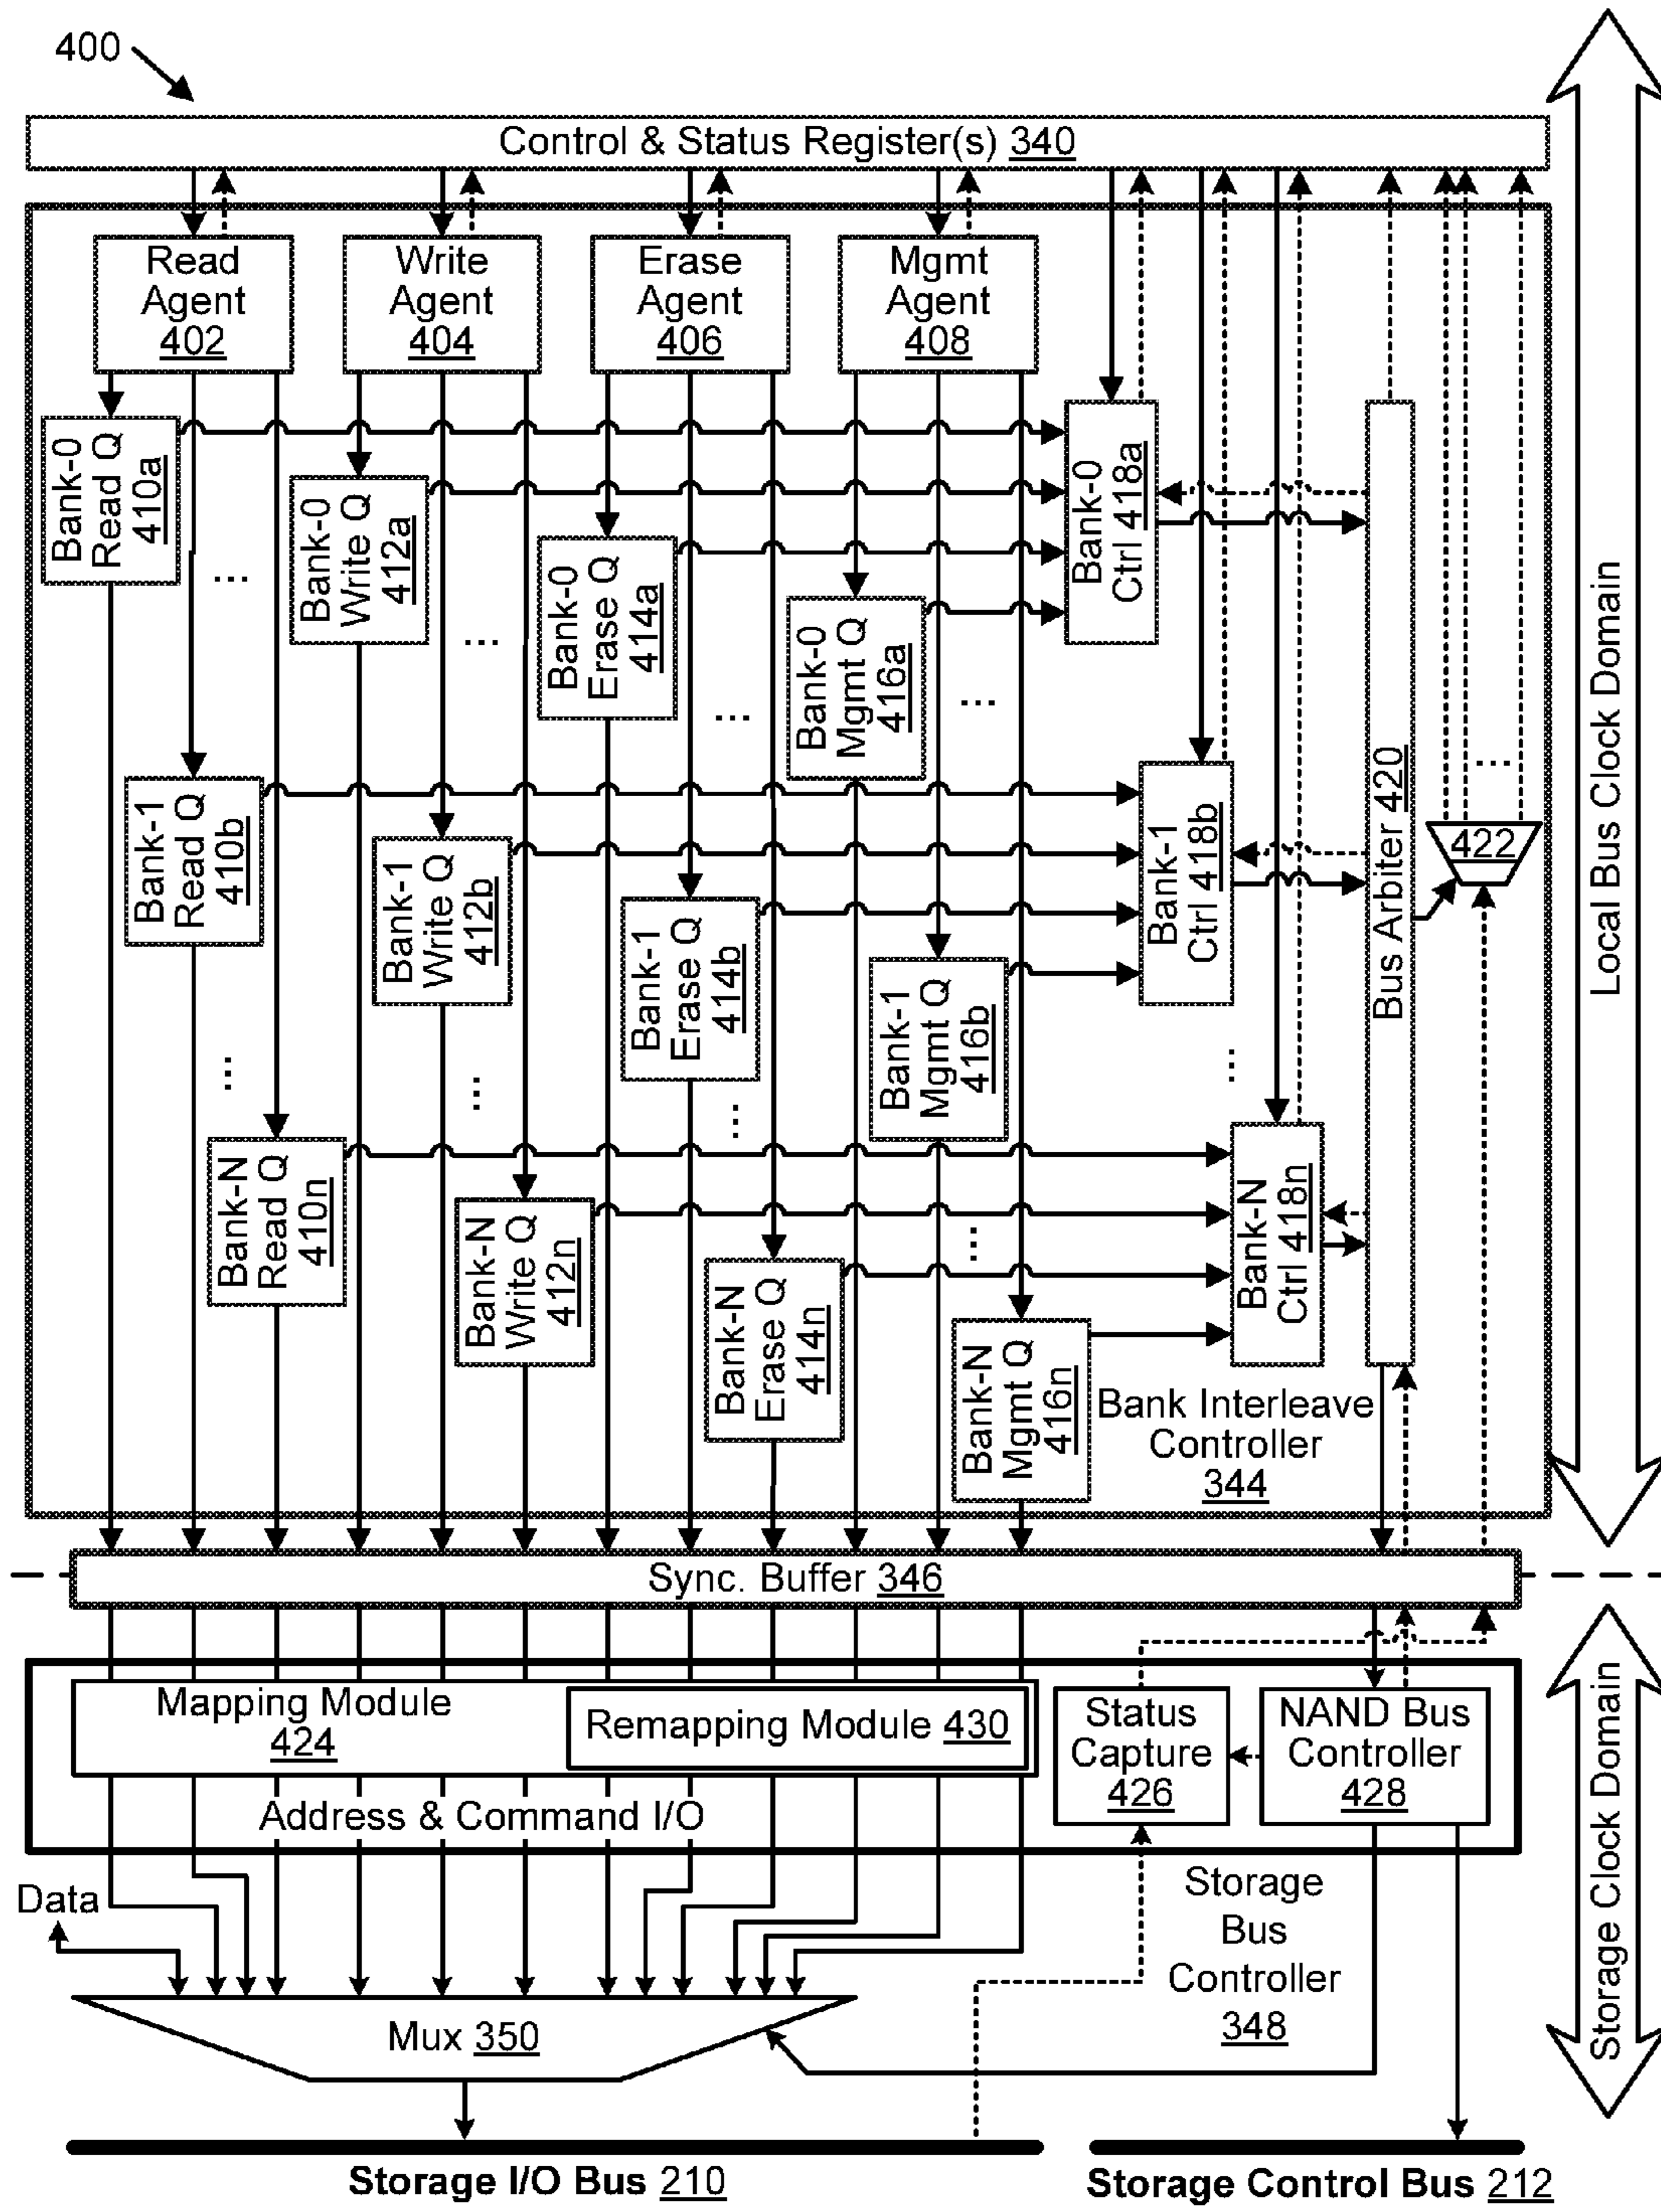 400
Control & Status Register(s) 340
Read
Agent
402
Write
Agent
404
Erase
Agent
406
Mgmt
Agent
408
Bank-0
Read Q
410a
...
Bank-0
Write Q
412a
...
Bank-0
Erase Q
414a
...
Bank-0
Mgmt Q
416a
...
Bank-0
Ctrl 418a
Bank-1
Read Q
410b
...
Bank-1
Write Q
412b
...
Bank-1
Erase Q
414b
...
Bank-1
Mgmt Q
416b
...
Bank-1
Ctrl 418b
...
Bank-N
Read Q
410n
Bank-N
Write Q
412n
Bank-N
Erase Q
414n
Bank-N
Mgmt Q
416n
Bank-N
Ctrl 418n
Bus Arbiter 420
422
...
Bank Interleave
Controller
344
Local Bus Clock Domain
Sync. Buffer 346
Mapping Module
424
Remapping Module 430
Address & Command I/O
Status
Capture
426
NAND Bus
Controller
428
Storage
Bus
Controller
348
Storage Clock Domain
Data
Mux 350
Storage I/O Bus 210
Storage Control Bus 212